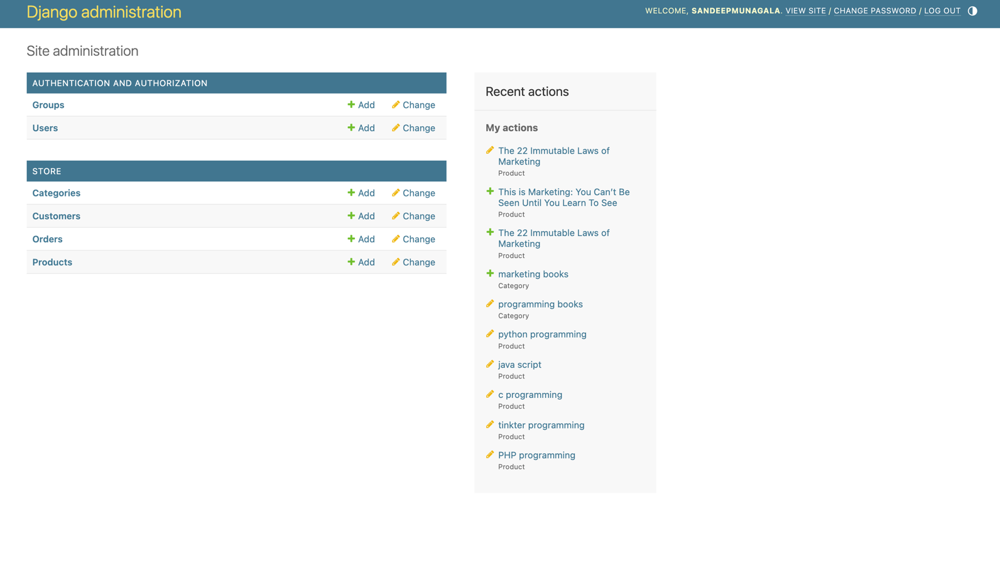 Django administration
WELCOME, SANDEEPMUNAGALA. VIEW SITE / CHANGE PASSWORD / LOG OUT
Site administration
AUTHENTICATION AND AUTHORIZATION
Groups Add Change
Users Add Change
STORE
Categories Add Change
Customers Add Change
Orders Add Change
Products Add Change
Recent actions
My actions
The 22 Immutable Laws of
Marketing
Product
This is Marketing: You Can’t Be
Seen Until You Learn To See
Product
The 22 Immutable Laws of
Marketing
Product
marketing books
Category
programming books
Category
python programming
Product
java script
Product
c programming
Product
tinkter programming
Product
PHP programming
Product